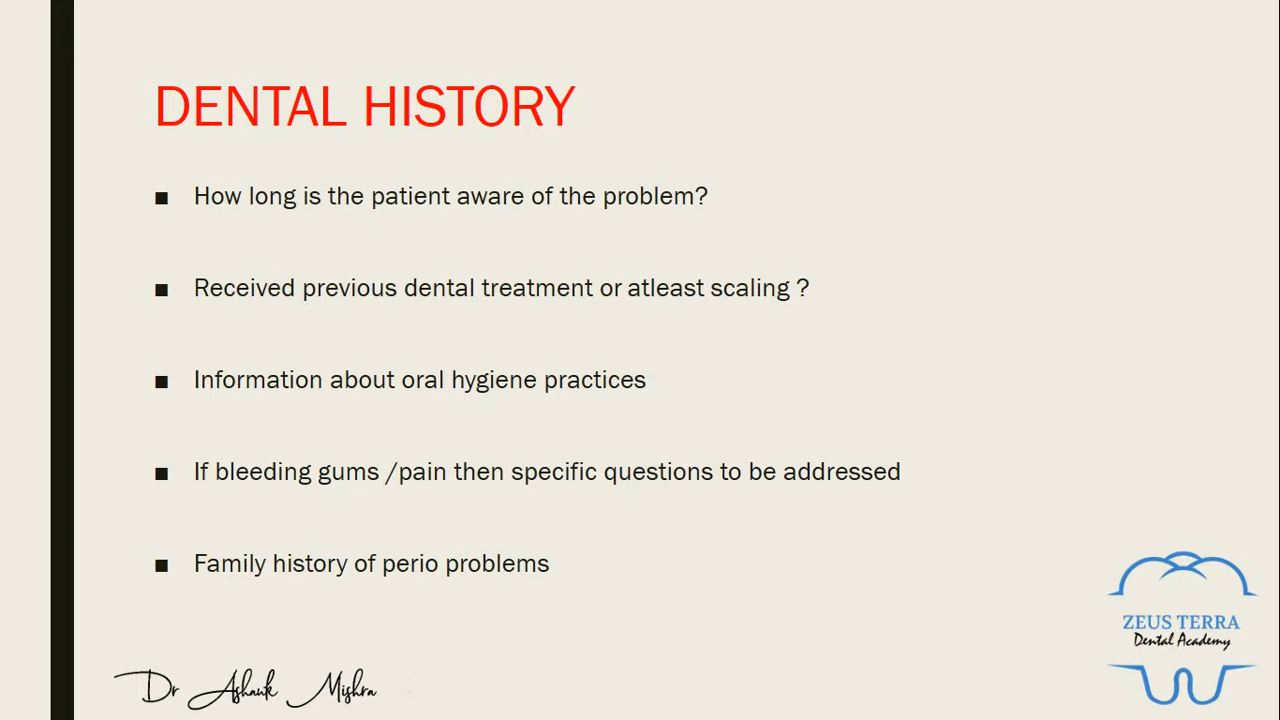 DENTAL HISTORY
■ How long is the patient aware of the problem?
■ Received previous dental treatment or atleast scaling ?
■ Information about oral hygiene practices
■ If bleeding gums /pain then specific questions to be addressed
■ Family history of perio problems
ZEUS TERRA
Dental Academy
Dr Ashank Mishra